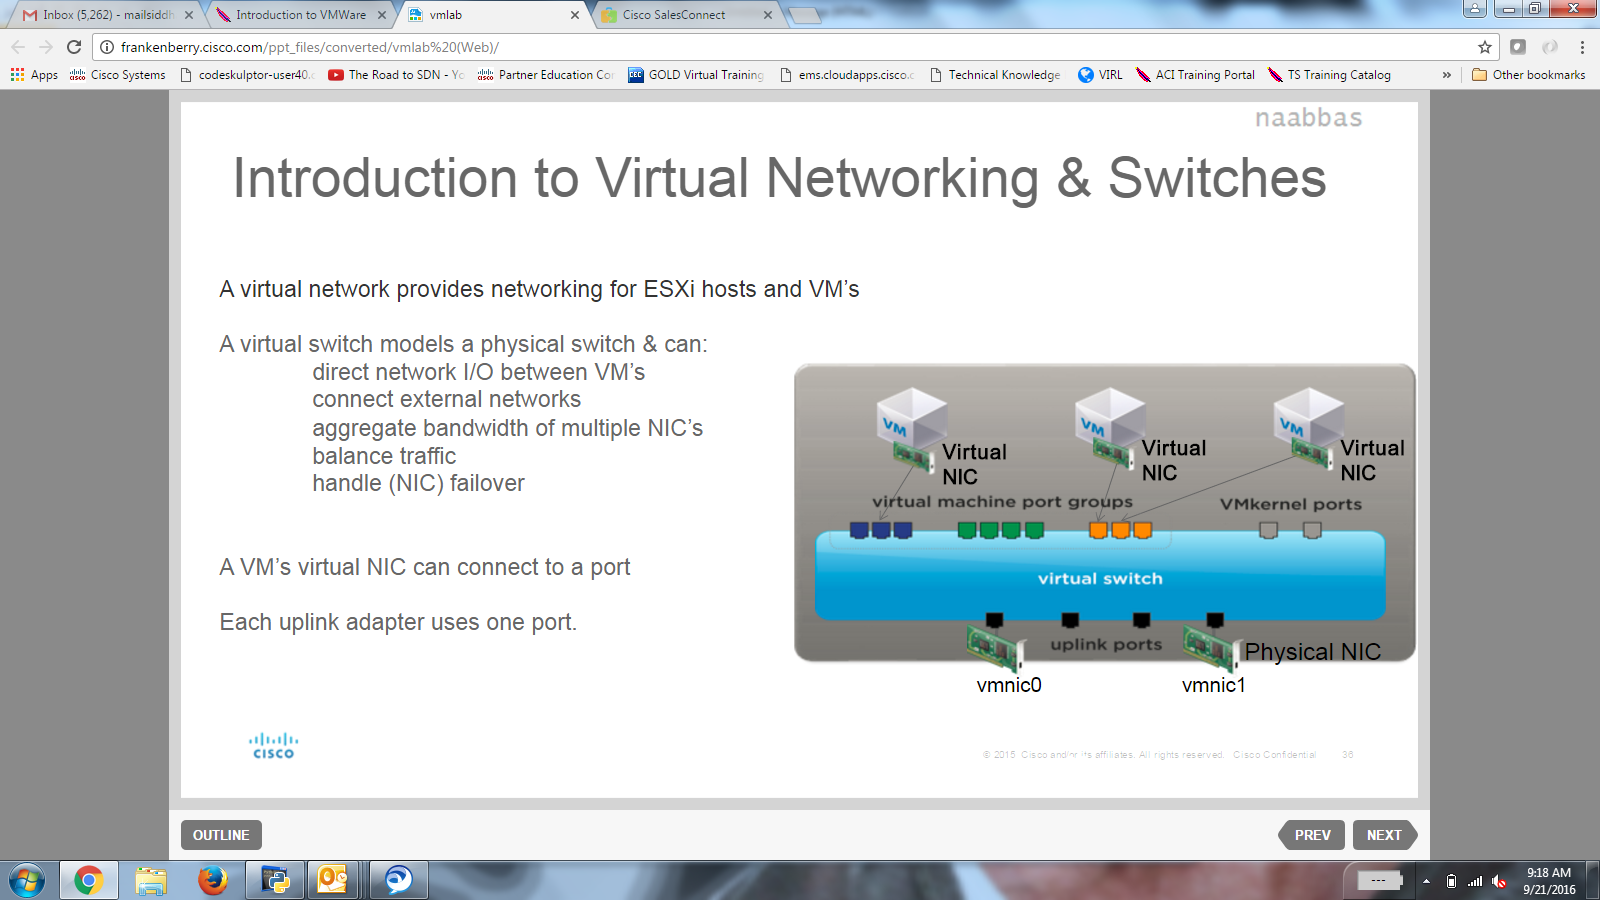 Inbox (5,262) - mailsiddh
Introduction to VMWare
vmlab
Cisco SalesConnect
frankenberry.cisco.com/ppt_files/converted/vmlab%20(Web)/
Apps
Cisco Systems
codeskulptor-user40.c
The Road to SDN - Yo
Partner Education Con
GOLD Virtual Training
ems.cloudapps.cisco.c
Technical Knowledge
VIRL
ACI Training Portal
TS Training Catalog
»
Other bookmarks
naabbas
Introduction to Virtual Networking & Switches
A virtual network provides networking for ESXi hosts and VM’s
A virtual switch models a physical switch & can:
direct network I/O between VM’s
connect external networks
aggregate bandwidth of multiple NIC’s
balance traffic
handle (NIC) failover
A VM’s virtual NIC can connect to a port
Each uplink adapter uses one port.
VM
Virtual
NIC
VM
Virtual
NIC
VM
Virtual
NIC
virtual machine port groups
VMkernel ports
virtual switch
uplink ports
Physical NIC
vmnic0
vmnic1
CISCO
© 2015 Cisco and/or its affiliates. All rights reserved. Cisco Confidential
36
OUTLINE
PREV
NEXT
---
9:18 AM
9/21/2016